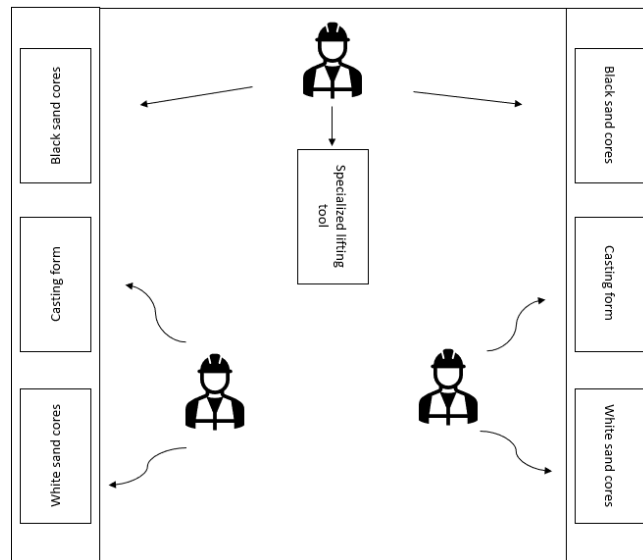 Black sand cores
Casting form
White sand cores
Specialized lifting
tool
Black sand cores
Casting form
White sand cores